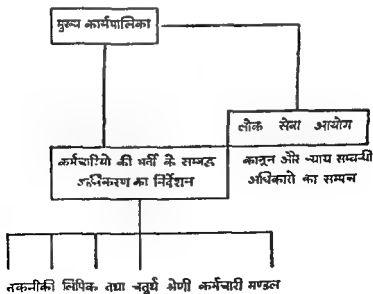 मुख्य कार्यपालिका
लोक सेवा आयोग
कर्मचारियो की भर्ती के सम्बद्ध
का निर्देशन
कानून और न्याय सम्बन्धी
अधिकारो का सम्पन्न
तकनीकी लिपिक तथा चतुर्थ श्रेणी कर्मचारी मण्डल